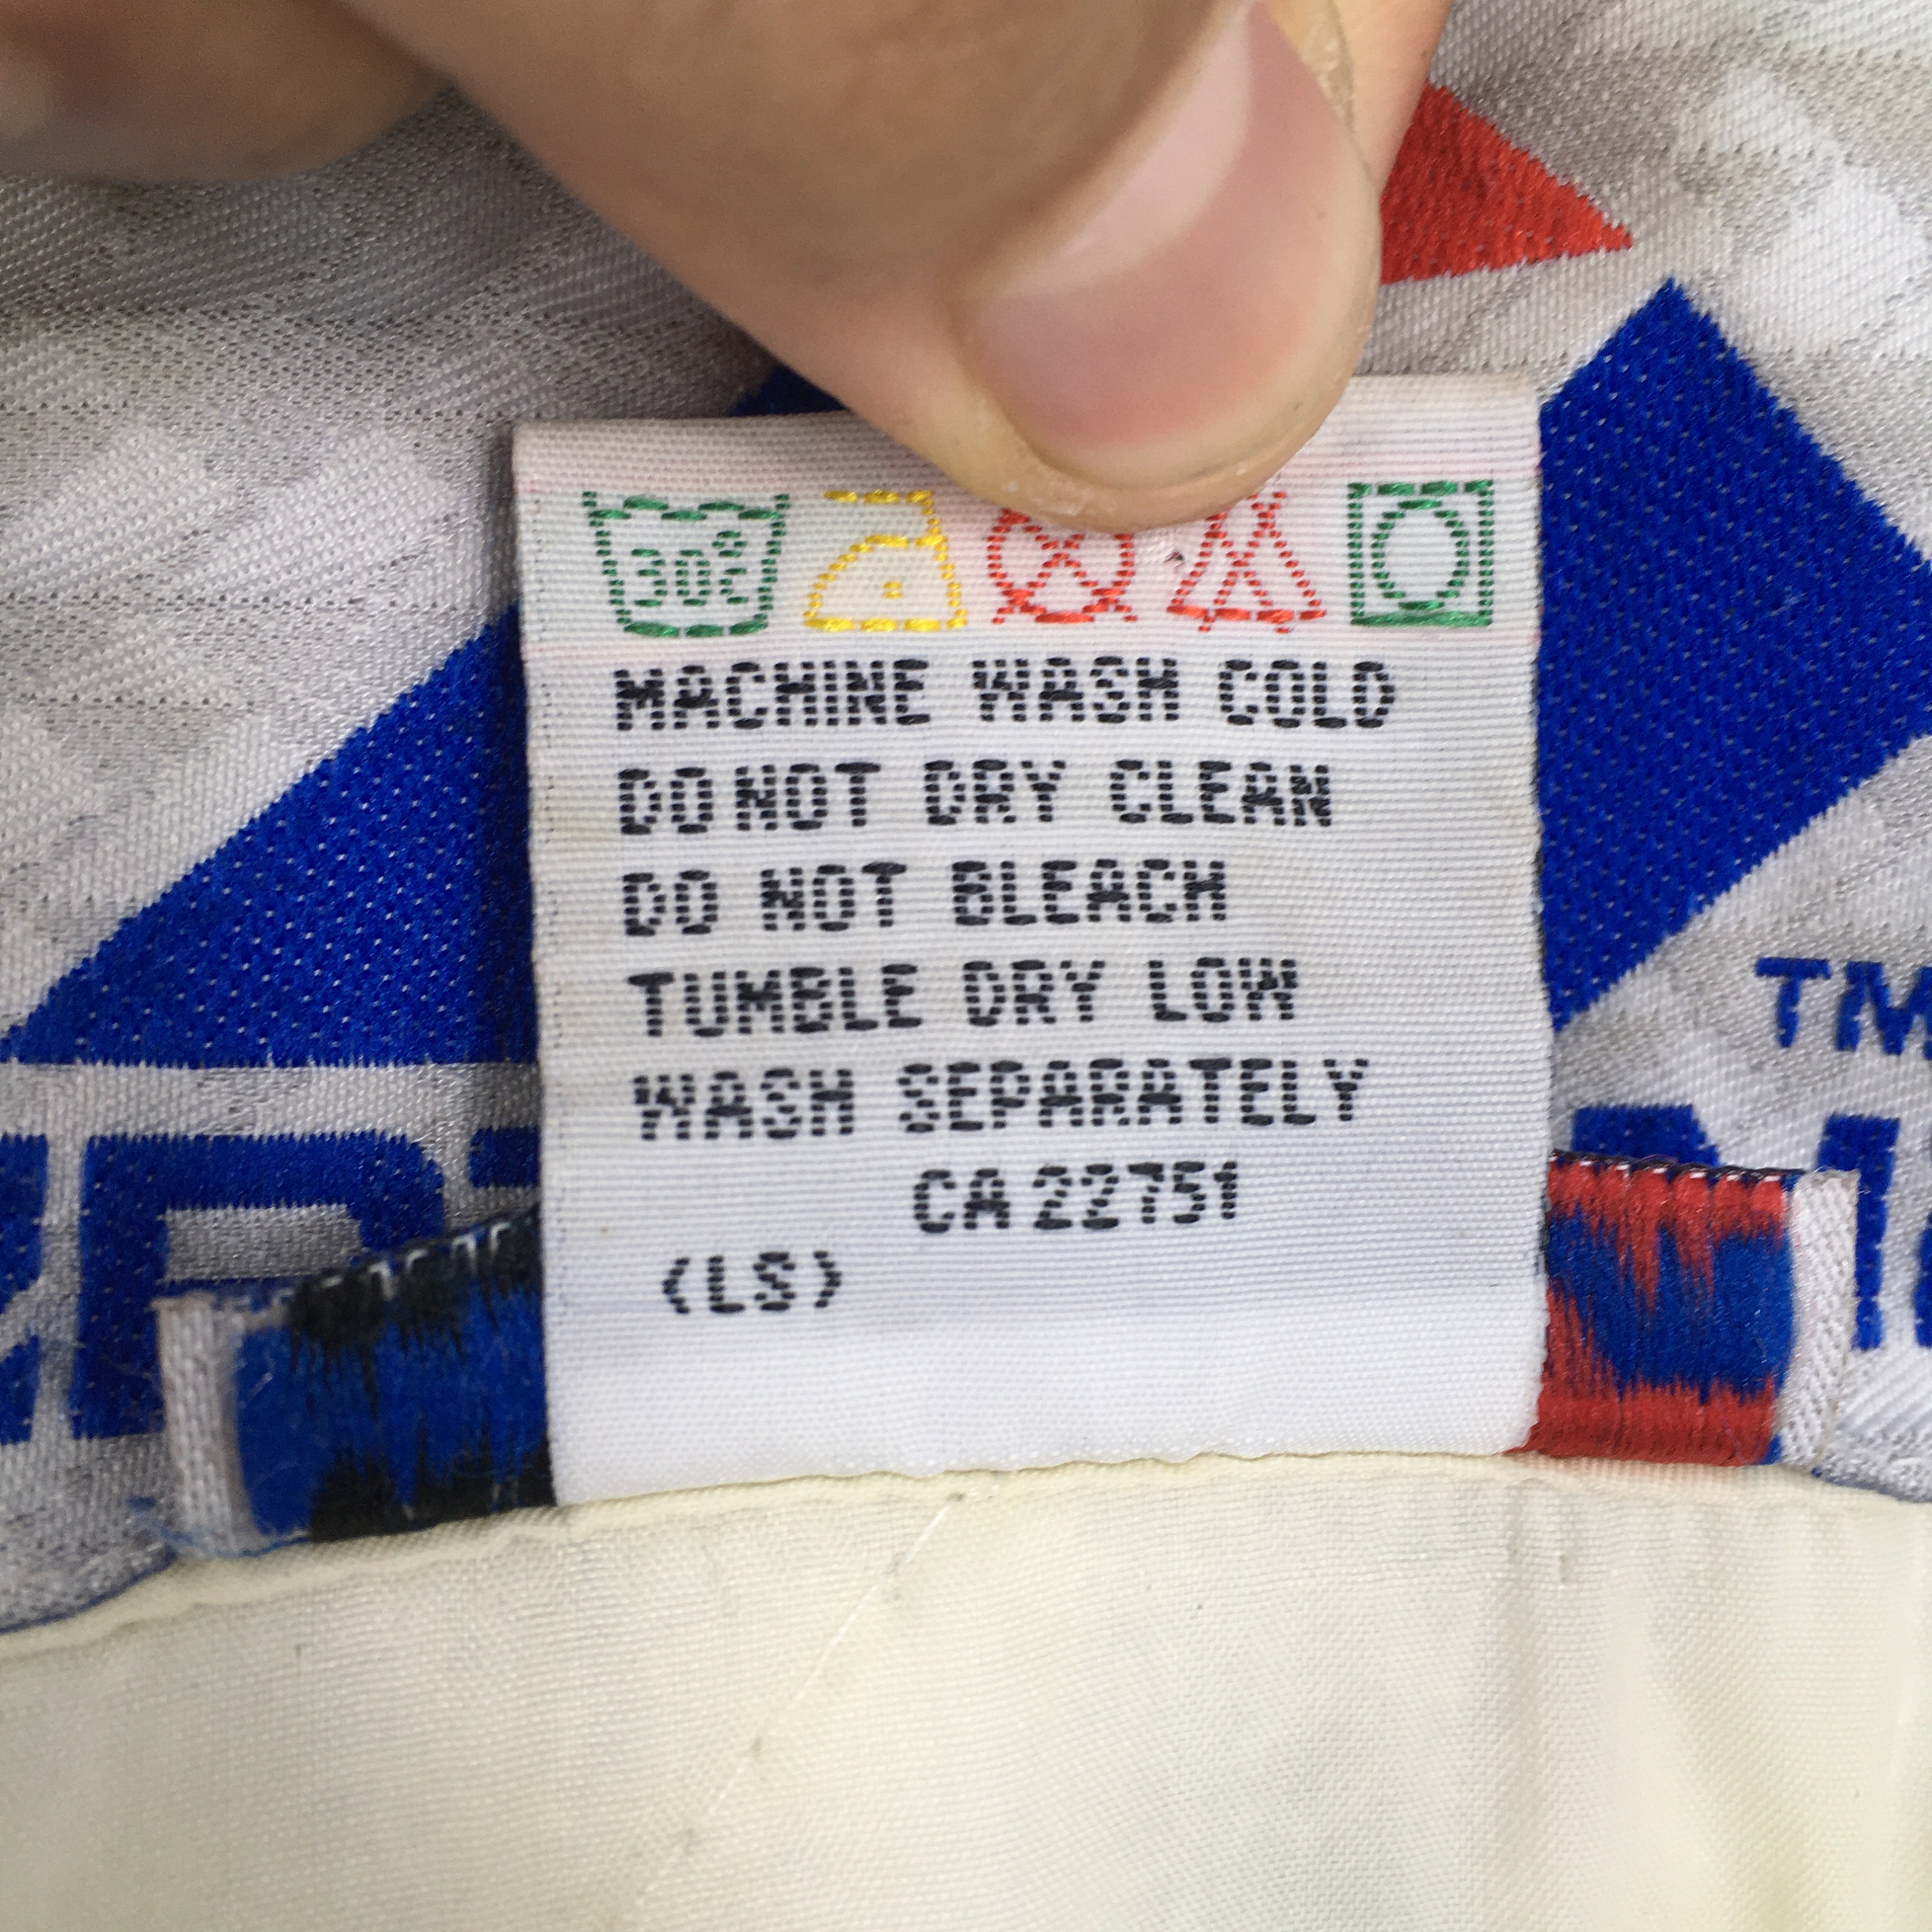 30°
MACHINE WASH COLD
DO NOT DRY CLEAN
DO NOT BLEACH
TUMBLE DRY LOW
WASH SEPARATELY
CA 22751
(LS)
TM